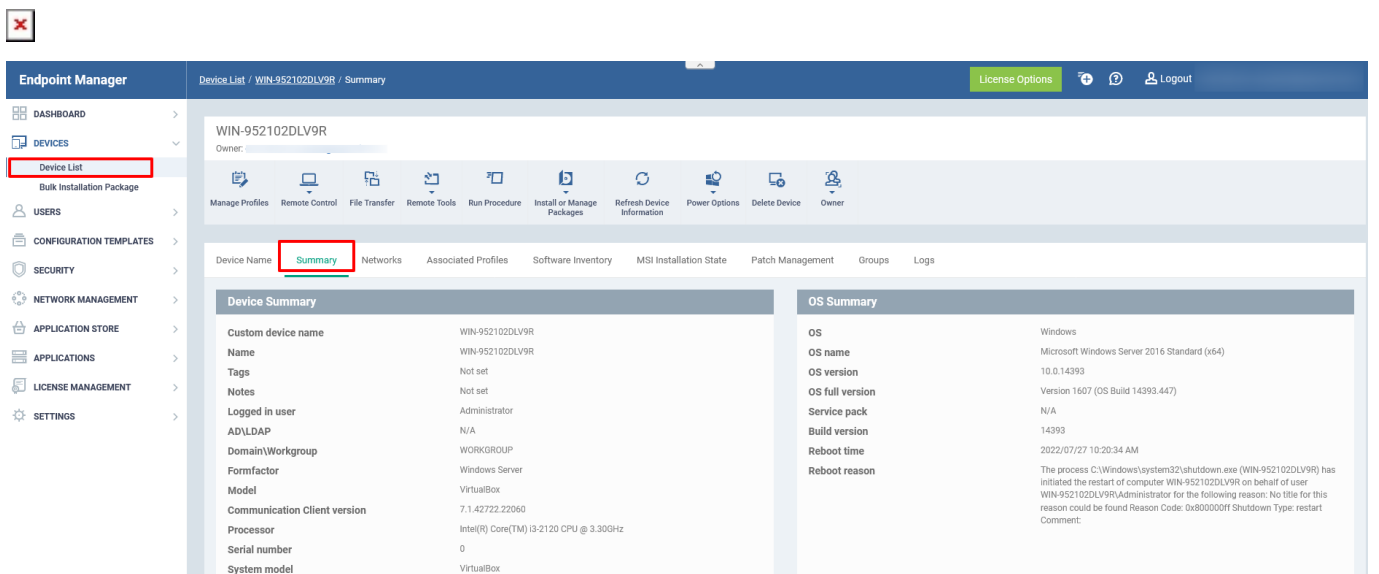 Endpoint Manager
Device List / WIN-952102DLV9R / Summary
License Options
Logout
DASHBOARD
DEVICES
Device List
Bulk Installation Package
USERS
CONFIGURATION TEMPLATES
SECURITY
NETWORK MANAGEMENT
APPLICATION STORE
APPLICATIONS
LICENSE MANAGEMENT
SETTINGS
WIN-952102DLV9R
Owner:
Manage Profiles
Remote Control
File Transfer
Remote Tools
Run Procedure
Install or Manage
Packages
Refresh Device
Information
Power Options
Delete Device
Owner
Device Name
Summary
Networks
Associated Profiles
Software Inventory
MSI Installation State
Patch Management
Groups
Logs
Device Summary
Custom device name WIN-952102DLV9R
Name WIN-952102DLV9R
Tags Not set
Notes Not set
Logged in user Administrator
AD\LDAP N/A
Domain\Workgroup WORKGROUP
Formfactor Windows Server
Model VirtualBox
Communication Client version 7.1.42722.22060
Processor Intel(R) Core(TM) i3-2120 CPU @ 3.30GHz
Serial number 0
System model VirtualBox
OS Summary
OS Windows
OS name Microsoft Windows Server 2016 Standard (x64)
OS version 10.0.14393
OS full version Version 1607 (OS Build 14393.447)
Service pack N/A
Build version 14393
Reboot time 2022/07/27 10:20:34 AM
Reboot reason The process C:\Windows\system32\shutdown.exe (WIN-952102DLV9R) has
initiated the restart of computer WIN-952102DLV9R on behalf of user
WIN-952102DLV9R\Administrator for the following reason: No title for this
reason could be found Reason Code: 0x800000ff Shutdown Type: restart
Comment: